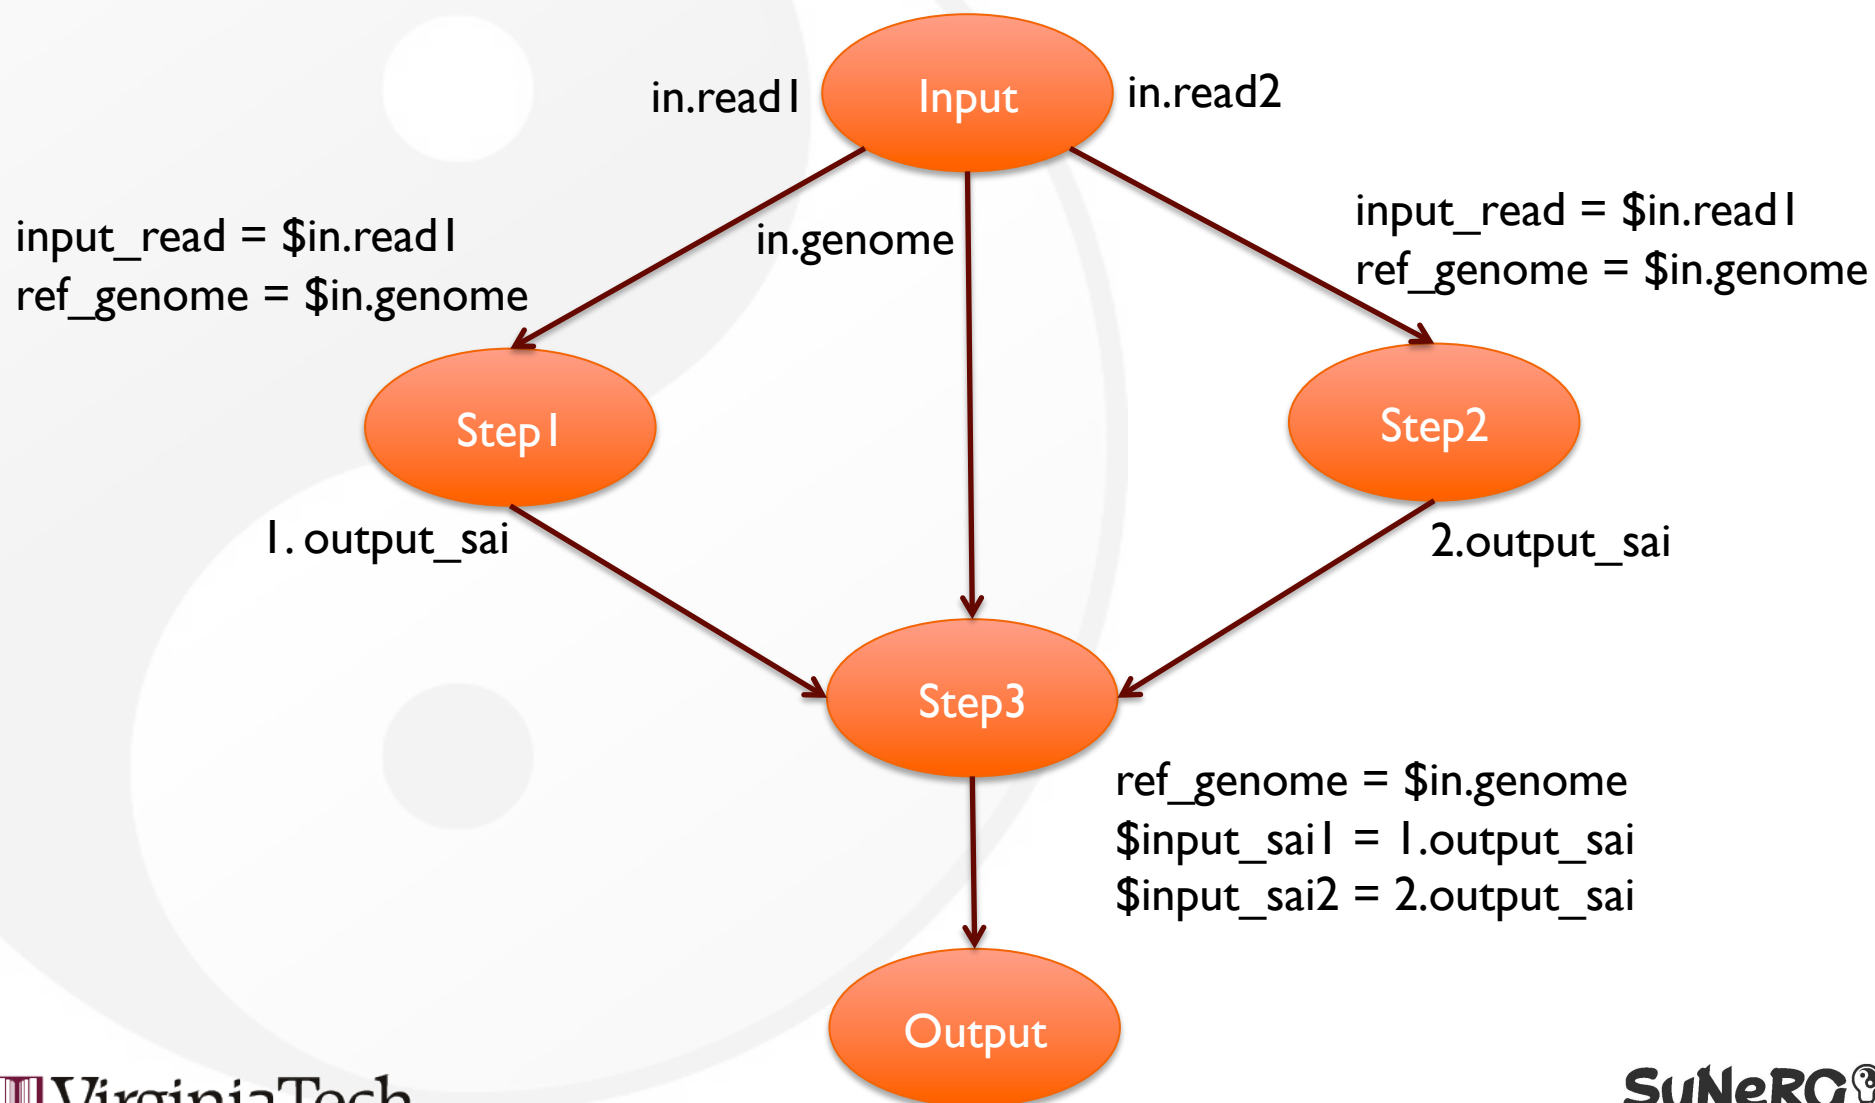 in.read1
Input
in.read2
input_read = $in.read1
ref_genome = $in.genome
in.genome
input_read = $in.read1
ref_genome = $in.genome
Step1
Step2
1. output_sai
2.output_sai
Step3
ref_genome = $in.genome
$input_sai1 = 1.output_sai
$input_sai2 = 2.output_sai
Output
VirginiaTech
SyNeRG